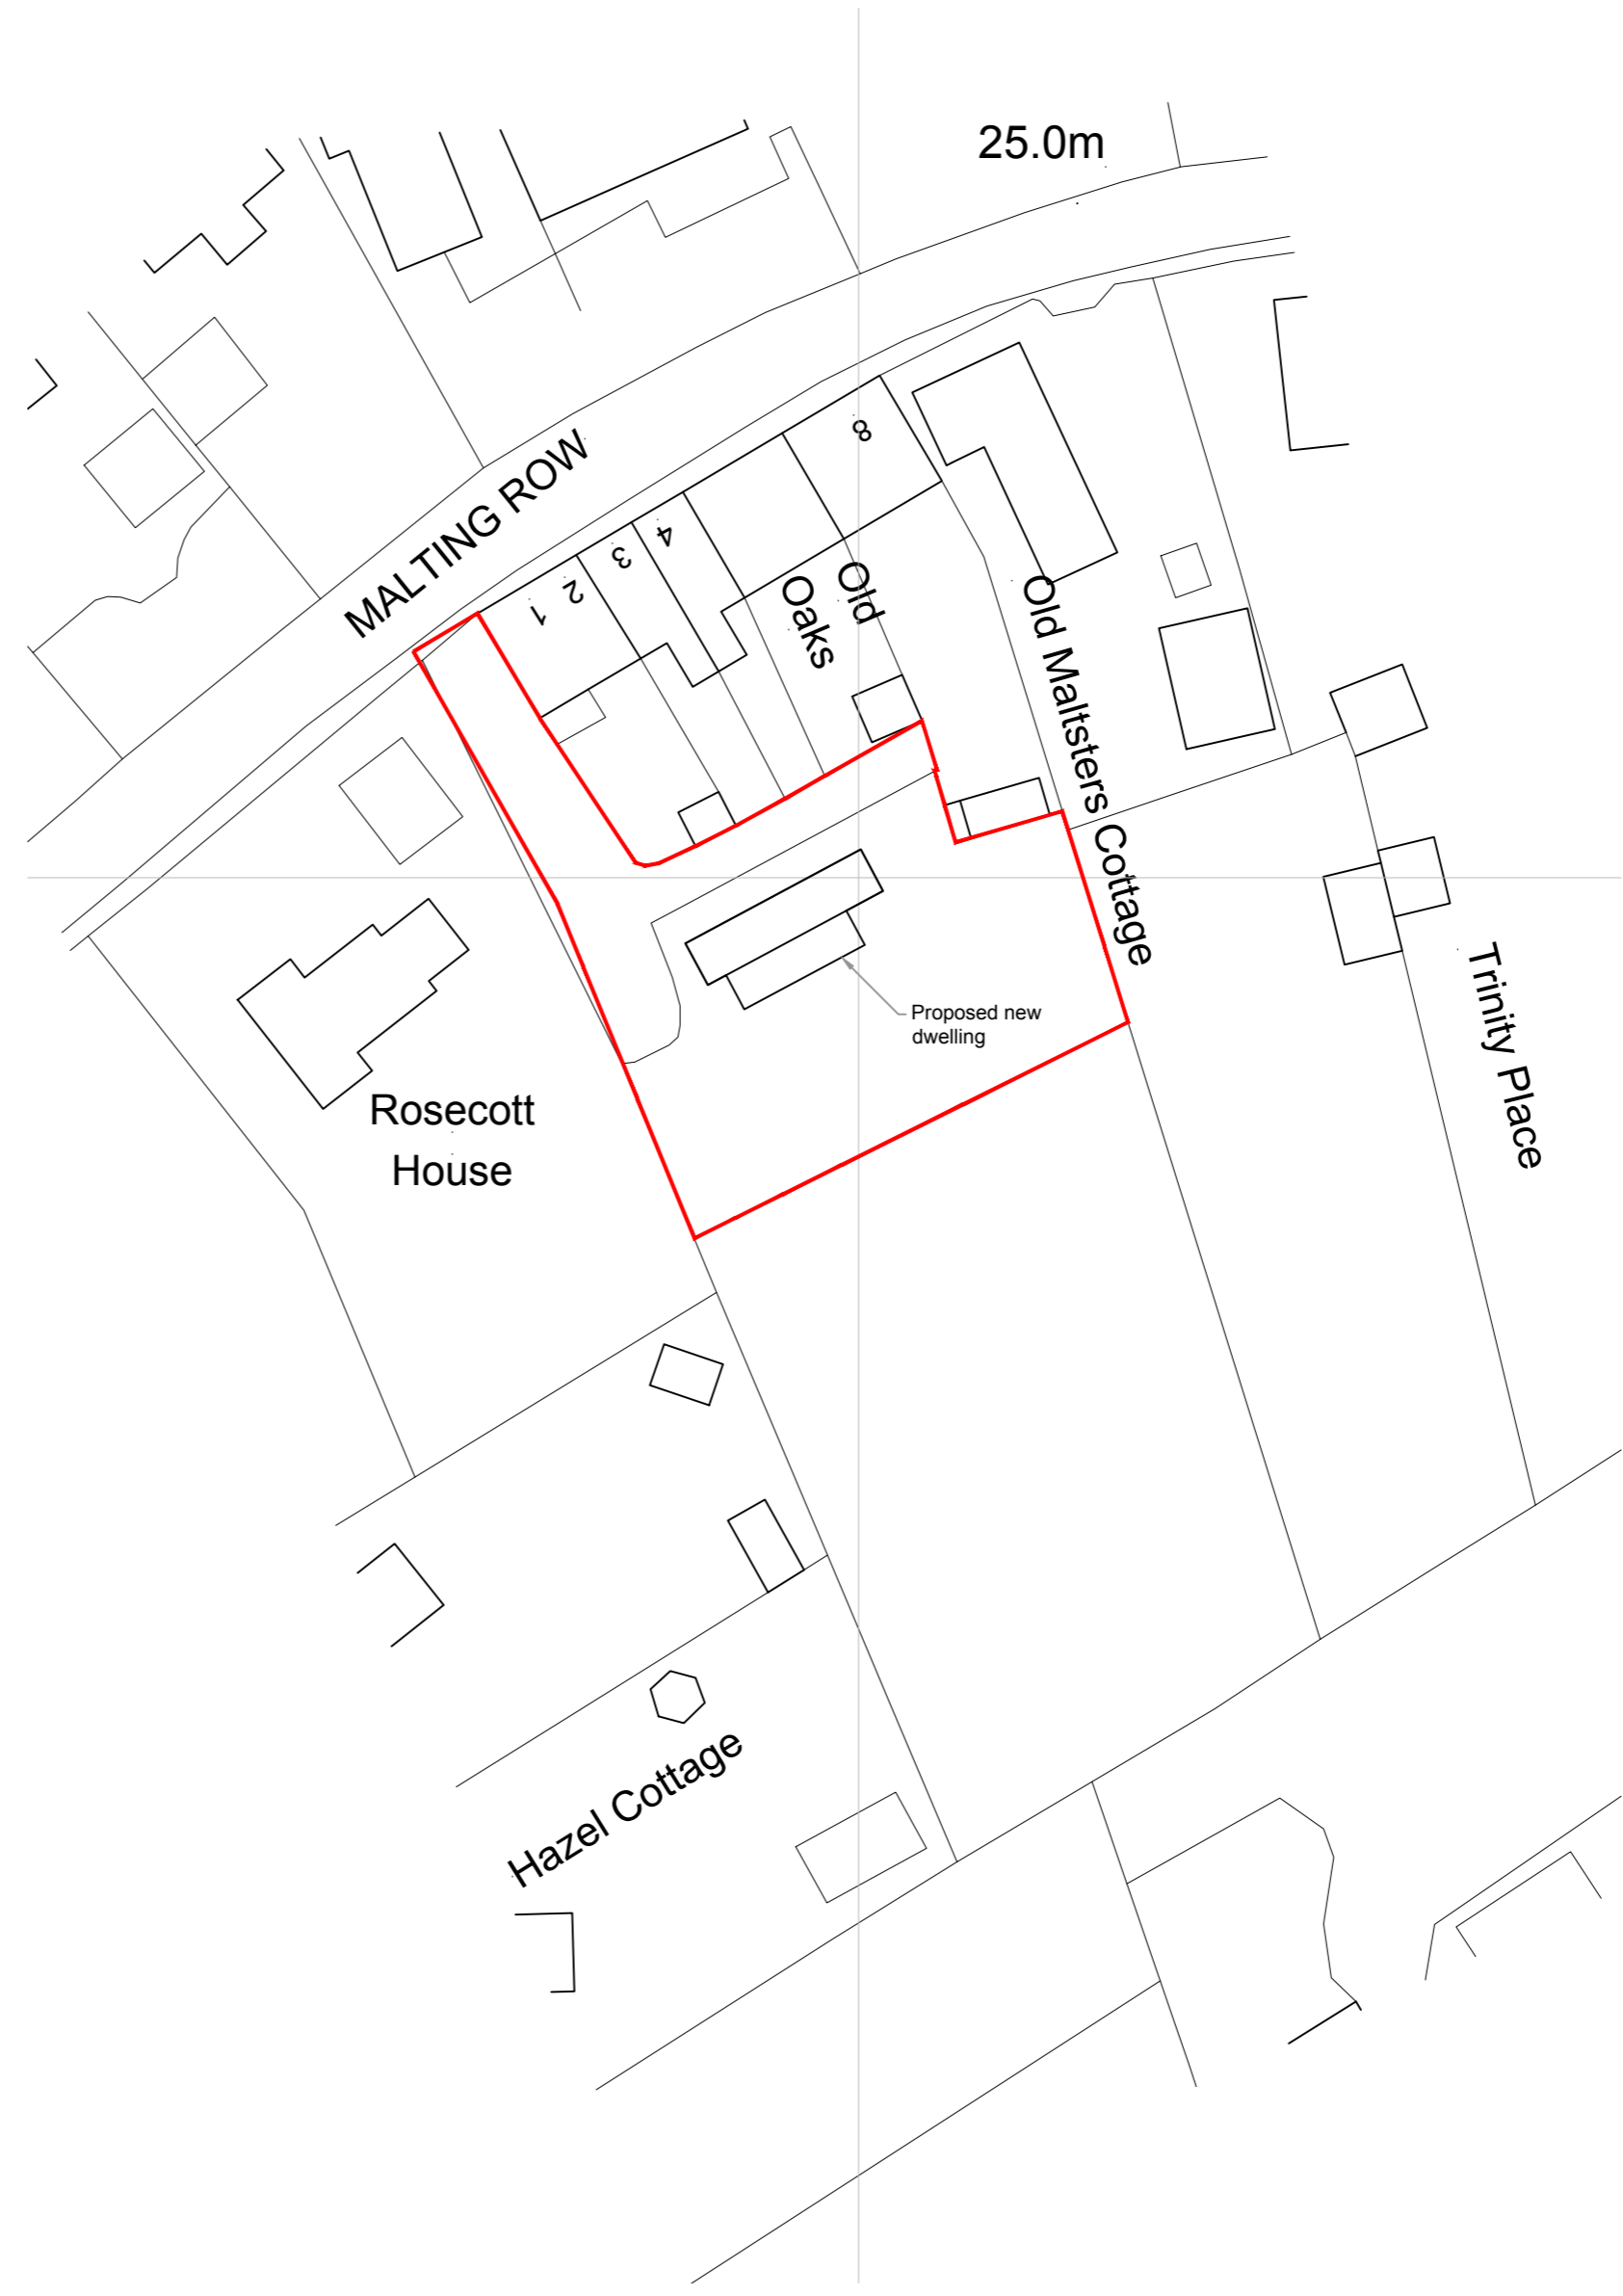 25.0m
MALTING ROW
8
4
3
2
1
Old
Oaks
Old Maltsters Cottage
Trinity Place
Proposed new
dwelling
Rosecott
House
Hazel Cottage